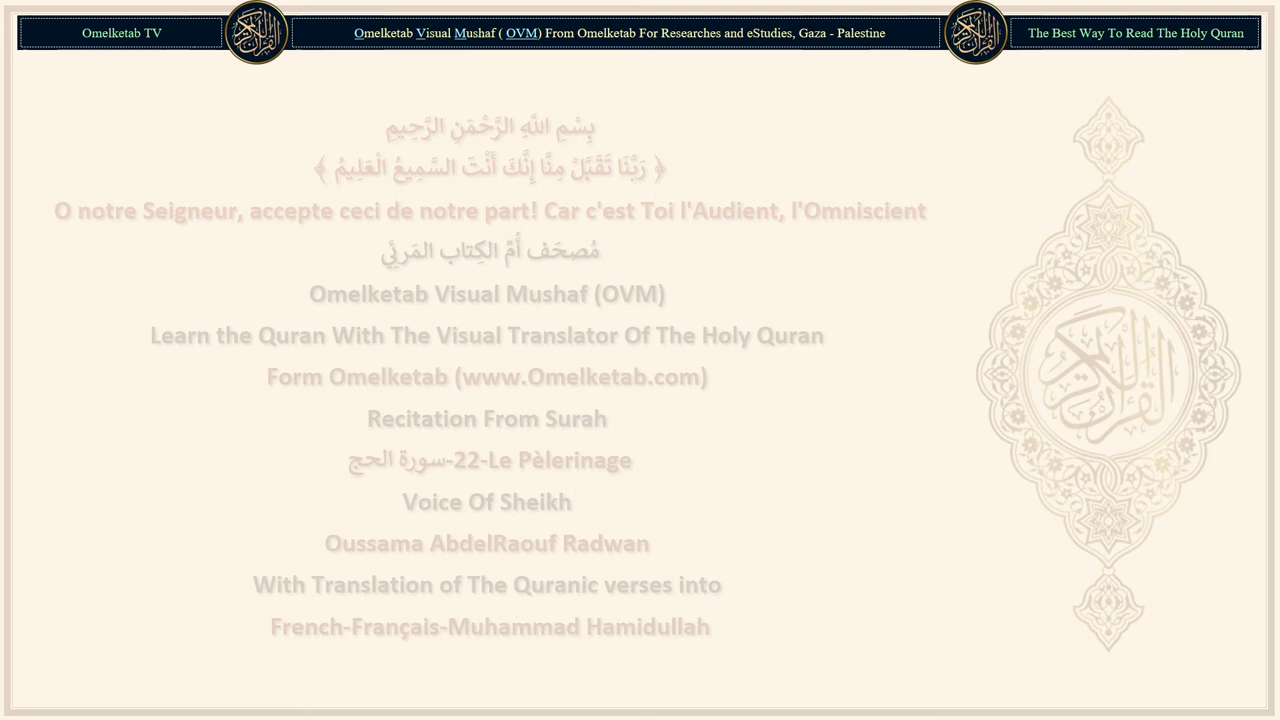 Omelketab TV
Omelketab Visual Mushaf ( OVM) From Omelketab For Researches and eStudies, Gaza - Palestine
The Best Way To Read The Holy Quran
بِسْمِ اللَّهِ الرَّحْمَنِ الرَّحِيمِ
﴿ رَبَّنَا تَقَبَّلْ مِنَّا إِنَّكَ أَنْتَ السَّمِيعُ الْعَلِيمُ ﴾
O notre Seigneur, accepte ceci de notre part! Car c'est Toi l'Audient, l'Omniscient
مُصحَف أُمِّ الكِتاب المَرئِي
Omelketab Visual Mushaf (OVM)
Learn the Quran With The Visual Translator Of The Holy Quran
Form Omelketab (www.Omelketab.com)
Recitation From Surah
سورة الحج-22-Le Pèlerinage
Voice Of Sheikh
Oussama AbdelRaouf Radwan
With Translation of The Quranic verses into
French-Français-Muhammad Hamidullah
القرآن الكريم